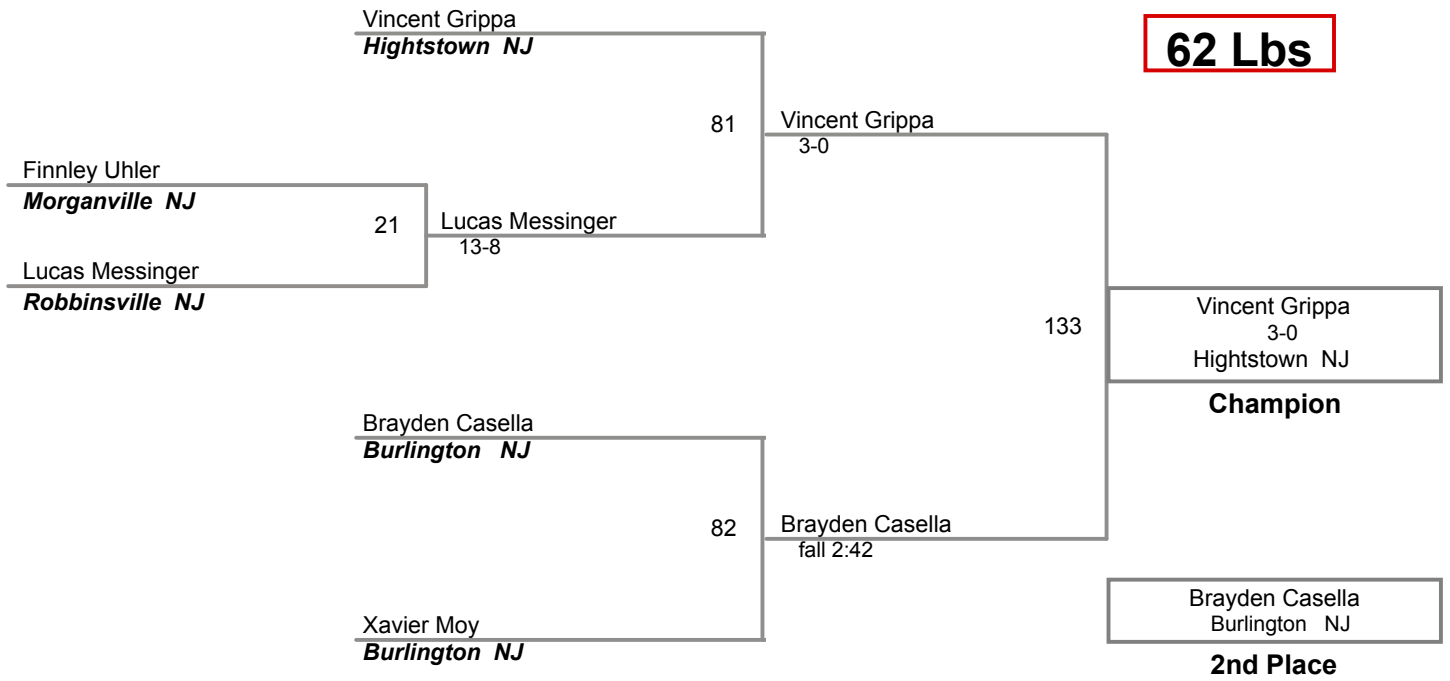 Vincent Grippa
Hightstown NJ
62 Lbs
81
Vincent Grippa
3-0
Finnley Uhler
Morganville NJ
21
Lucas Messinger
13-8
Lucas Messinger
Robbinsville NJ
133
Vincent Grippa
3-0
Hightstown NJ
Champion
Brayden Casella
Burlington NJ
82
Brayden Casella
fall 2:42
Xavier Moy
Burlington NJ
Brayden Casella
Burlington NJ
2nd Place